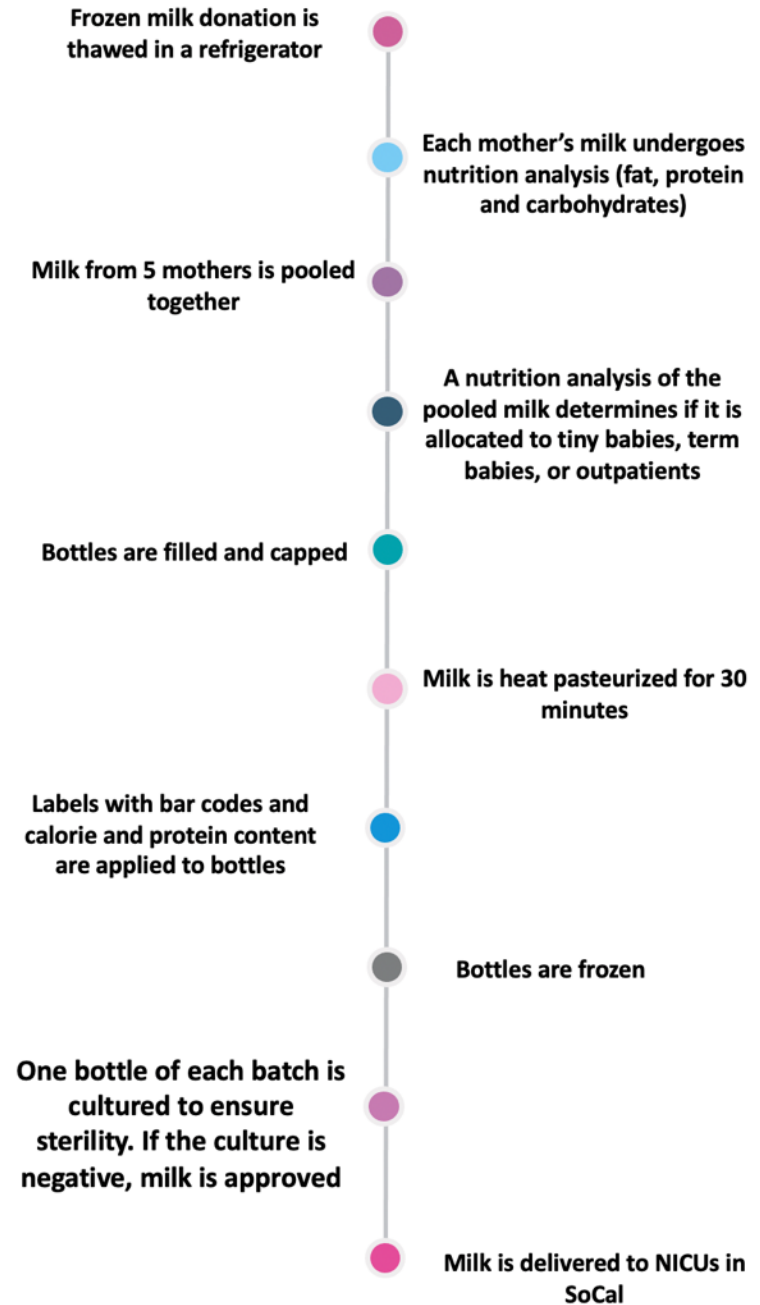 Frozen milk donation is
thawed in a refrigerator
Each mother’s milk undergoes
nutrition analysis (fat, protein
and carbohydrates)
Milk from 5 mothers is pooled
together
A nutrition analysis of the
pooled milk determines if it is
allocated to tiny babies, term
babies, or outpatients
Bottles are filled and capped
Milk is heat pasteurized for 30
minutes
Labels with bar codes and
calorie and protein content
are applied to bottles
Bottles are frozen
One bottle of each batch is
cultured to ensure
sterility. If the culture is
negative, milk is approved
Milk is delivered to NICUs in
SoCal